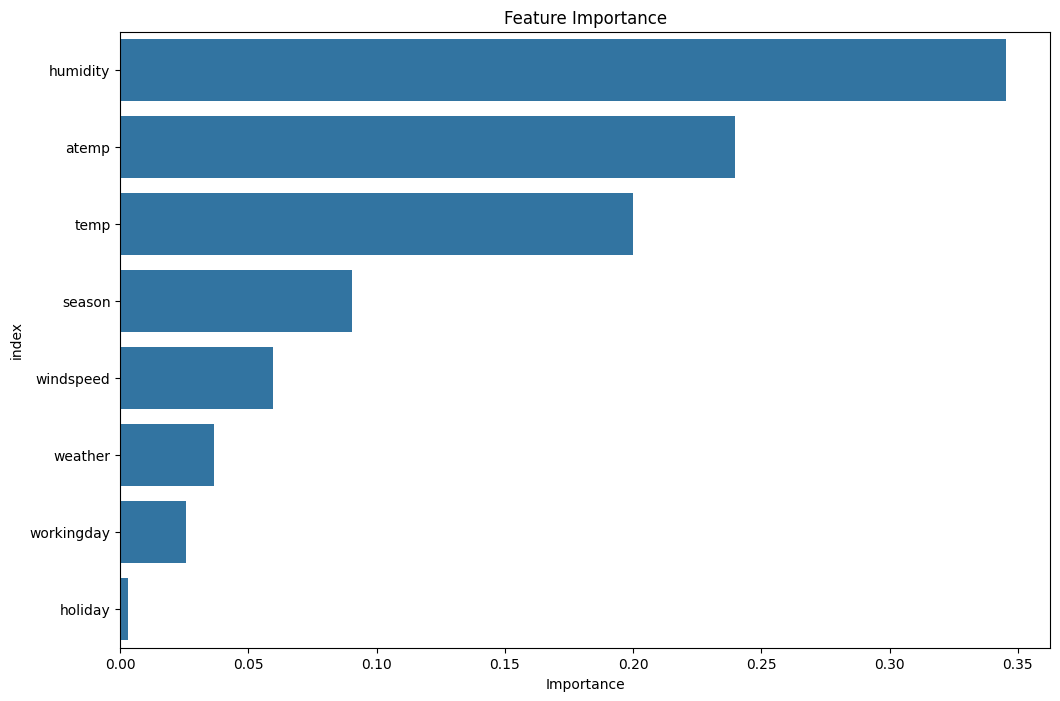 Feature Importance
humidity
atemp
temp
season
windspeed
weather
workingday
holiday
index
0.00 0.05 0.10 0.15 0.20 0.25 0.30 0.35
Importance